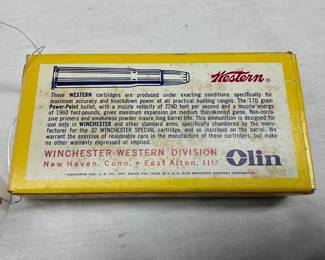 Western
These WESTERN cartridges are produced under exacting conditions specifically for
maximum accuracy and knockdown power at all practical hunting ranges. The 170 grain
Power-Point bullet, with a muzzle velocity of 2280 feet per second and a muzzle energy
of 1960 foot-pounds, gives maximum expansion on medium thin-skinned game. Non-corro-
sive primers and smokeless powder insure long barrel life. This ammunition is designed for
use only in WINCHESTER and other standard arms, specifically chambered by the manu-
facturer for the 32 WINCHESTER SPECIAL cartridge, and so inscribed on the barrel. We
warrant the exercise of reasonable care in the manufacture of these cartridges, but make
no other warranty expressed or implied.
WINCHESTER-WESTERN DIVISION
New Haven, Conn. • East Alton, Ill.
Olin